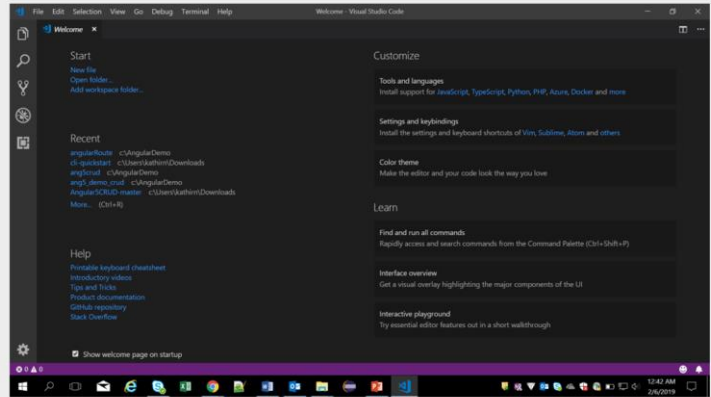 File Edit Selection View Go Debug Terminal Help
Welcome - Visual Studio Code
Welcome
Start
New file
Open folder...
Add workspace folder...
Recent
angularRoute c:\AngularDemo
cli-quickstart c:\Users\kathirm\Downloads
ang5crud c:\AngularDemo
ang5_demo_crud c:\AngularDemo
Angular5CRUD-master c:\Users\kathirm\Downloads
More... (Ctrl+R)
Help
Printable keyboard cheatsheet
Introductory videos
Tips and Tricks
Product documentation
GitHub repository
Stack Overflow
Show welcome page on startup
Customize
Tools and languages
Install support for JavaScript, TypeScript, Python, PHP, Azure, Docker and more
Settings and keybindings
Install the settings and keyboard shortcuts of Vim, Sublime, Atom and others
Color theme
Make the editor and your code look the way you love
Learn
Find and run all commands
Rapidly access and search commands from the Command Palette (Ctrl+Shift+P)
Interface overview
Get a visual overlay highlighting the major components of the UI
Interactive playground
Try essential editor features out in a short walkthrough
0 0
12:42 AM
2/6/2019